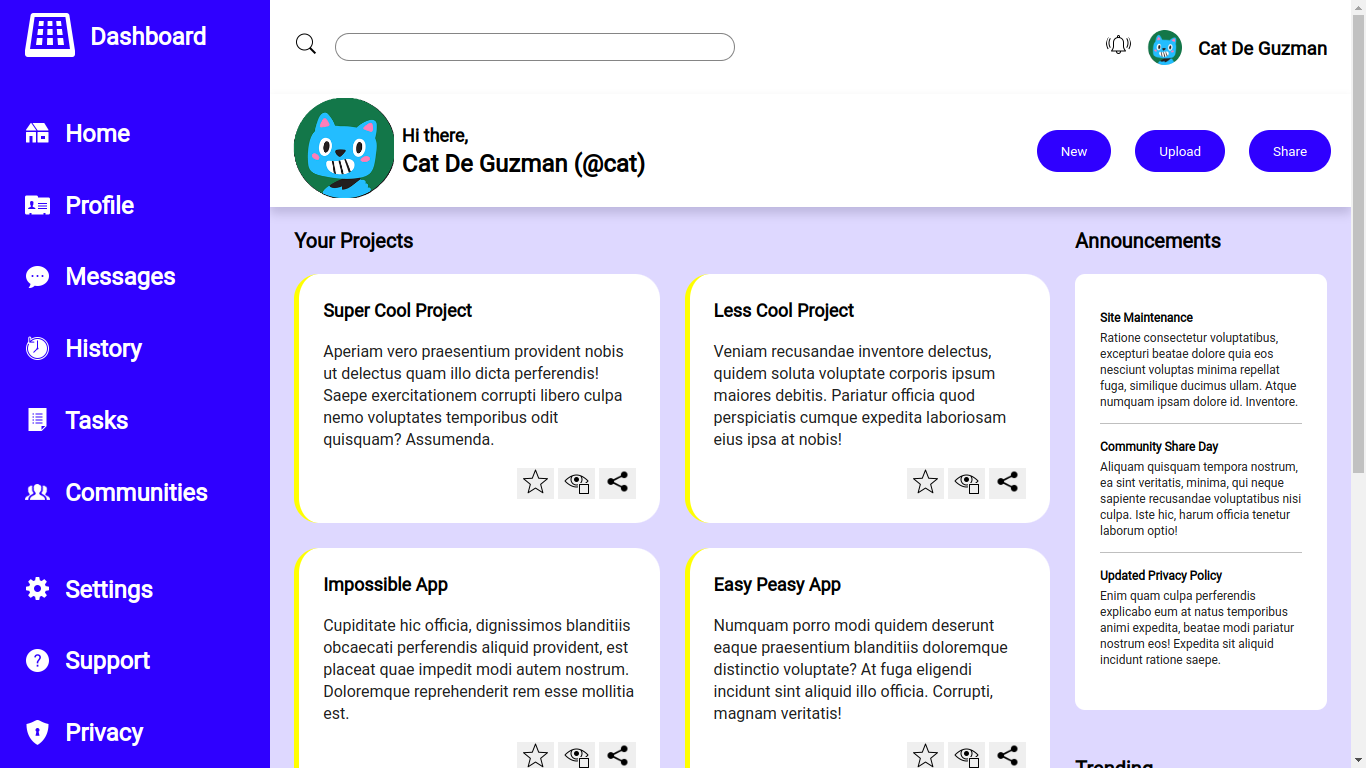 Dashboard
Home
Profile
Messages
History
Tasks
Communities
Settings
Support
Privacy
Cat De Guzman
Hi there,
Cat De Guzman (@cat)
New
Upload
Share
Your Projects
Super Cool Project
Aperiam vero praesentium provident nobis
ut delectus quam illo dicta perferendis!
Saepe exercitationem corrupti libero culpa
nemo voluptates temporibus odit
quisquam? Assumenda.
Less Cool Project
Veniam recusandae inventore delectus,
quidem soluta voluptate corporis ipsum
maiores debitis. Pariatur officia quod
perspiciatis cumque expedita laboriosam
eius ipsa at nobis!
Impossible App
Cupiditate hic officia, dignissimos blanditiis
obcaecati perferendis aliquid provident, est
placeat quae impedit modi autem nostrum.
Doloremque reprehenderit rem esse mollitia
est.
Easy Peasy App
Numquam porro modi quidem deserunt
eaque praesentium blanditiis doloremque
distinctio voluptate? At fuga eligendi
incidunt sint aliquid illo officia. Corrupti,
magnam veritatis!
Announcements
Site Maintenance
Ratione consectetur voluptatibus,
excepturi beatae dolore quia eos
nesciunt voluptas minima repellat
fuga, similique ducimus ullam. Atque
numquam ipsam dolore id. Inventore.
Community Share Day
Aliquam quisquam tempora nostrum,
ea sint veritatis, minima, qui neque
sapiente recusandae voluptatibus nisi
culpa. Iste hic, harum officia tenetur
laborum optio!
Updated Privacy Policy
Enim quam culpa perferendis
explicabo eum at natus temporibus
animi expedita, beatae modi pariatur
nostrum eos! Expedita sit aliquid
incidunt ratione saepe.
Trending